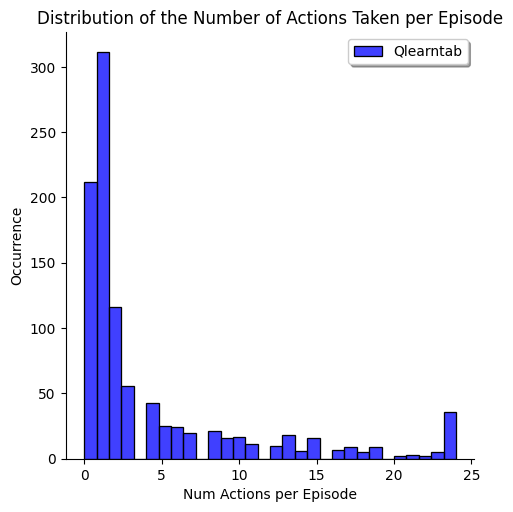 Distribution of the Number of Actions Taken per Episode
Qlearntab
300
250
200
150
100
50
0
Occurrence
0 5 10 15 20 25
Num Actions per Episode